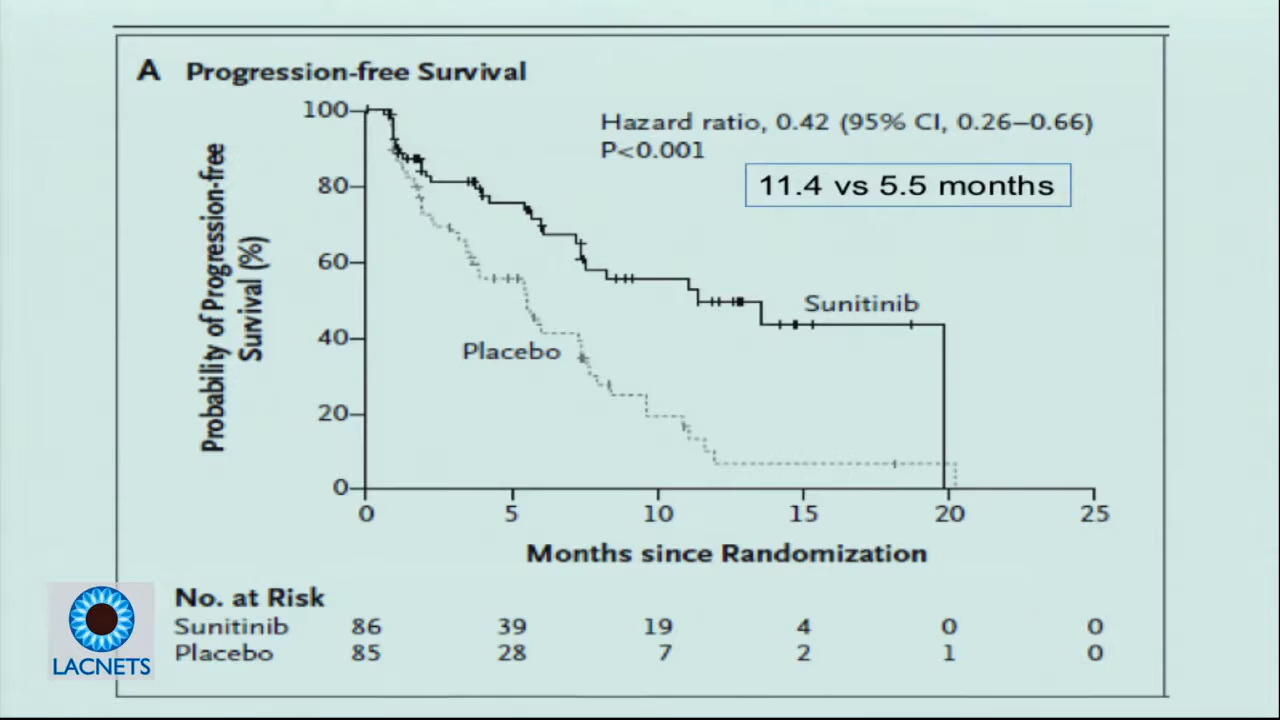 A Progression-free Survival
Hazard ratio, 0.42 (95% CI, 0.26–0.66)
P<0.001
11.4 vs 5.5 months
Probability of Progression-free
Survival (%)
100
80
60
40
20
0
Sunitinib
Placebo
0 5 10 15 20 25
Months since Randomization
No. at Risk
Sunitinib 86 39 19 4 0 0
Placebo 85 28 7 2 1 0
LACNETS